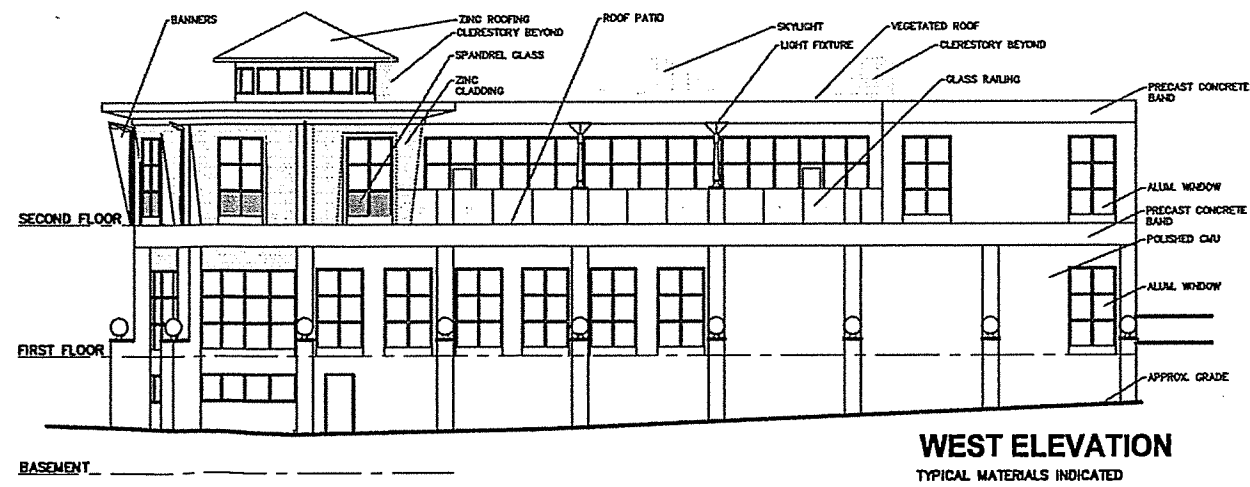 BANNERS
ZINC ROOFING
CLERESTORY BEYOND
SPANDREL GLASS
ZINC
CLADDING
ROOF PATIO
SKYLIGHT
LIGHT FIXTURE
VEGETATED ROOF
CLERESTORY BEYOND
GLASS RAILING
PRECAST CONCRETE
BAND
ALUM. WINDOW
PRECAST CONCRETE
BAND
POLISHED CMU
ALUM. WINDOW
APPROX. GRADE
SECOND FLOOR
FIRST FLOOR
BASEMENT
WEST ELEVATION
TYPICAL MATERIALS INDICATED